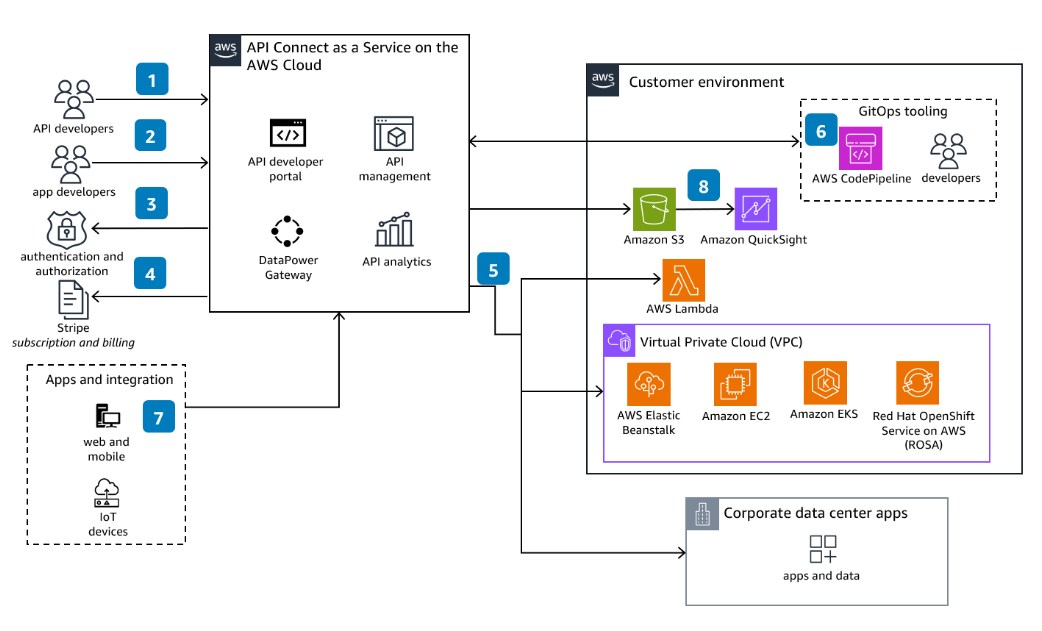 aws
API Connect as a Service on the
AWS Cloud
API developer
portal
API
management
DataPower
Gateway
API analytics
1
API developers
2
app developers
3
authentication and
authorization
4
Stripe
subscription and billing
Apps and integration
7
web and
mobile
IoT
devices
5
aws
Customer environment
GitOps tooling
6
AWS CodePipeline
developers
8
Amazon S3
Amazon QuickSight
AWS Lambda
Virtual Private Cloud (VPC)
AWS Elastic
Beanstalk
Amazon EC2
K
Amazon EKS
Red Hat OpenShift
Service on AWS
(ROSA)
Corporate data center apps
apps and data